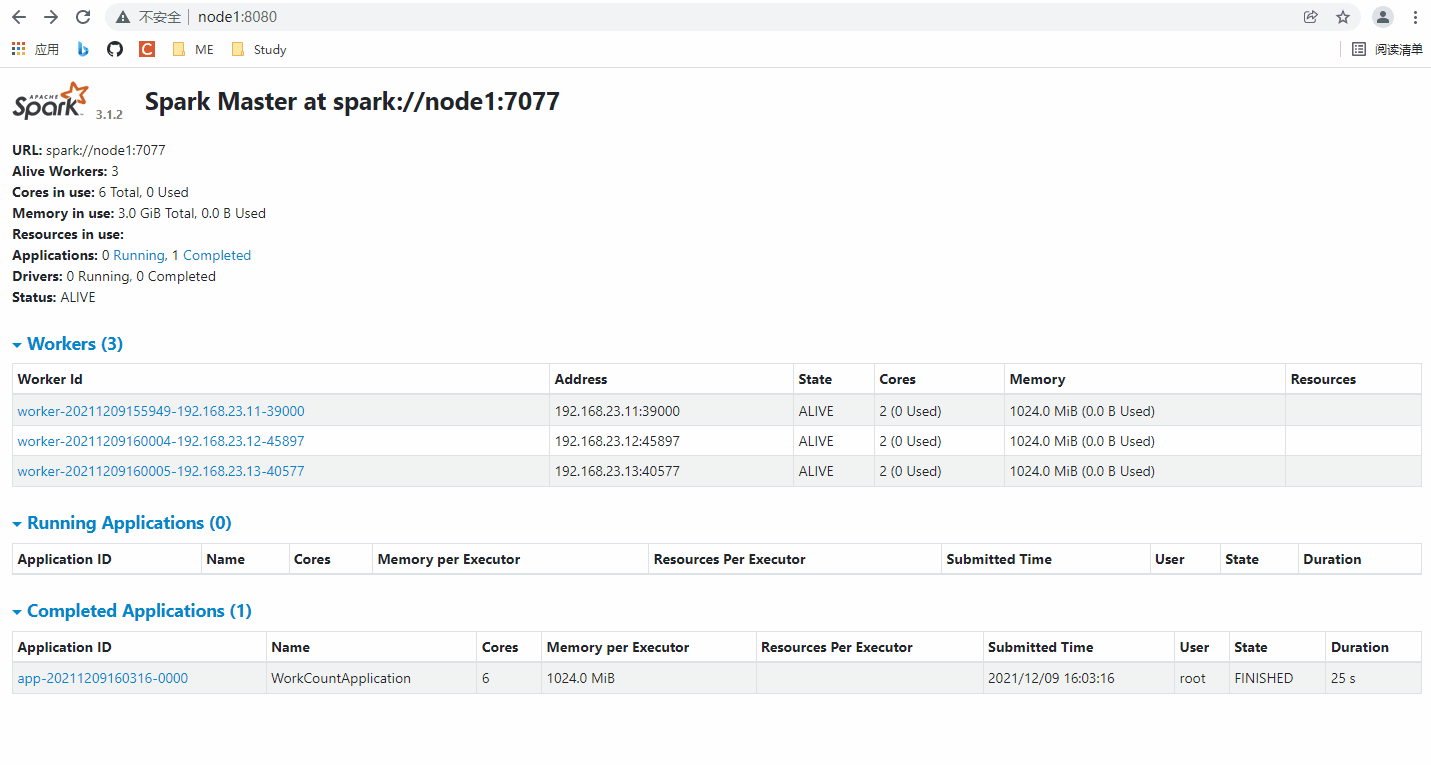 不安全 node1:8080
应用 ME Study 阅读清单
APACHE Spark 3.1.2 Spark Master at spark://node1:7077
URL: spark://node1:7077
Alive Workers: 3
Cores in use: 6 Total, 0 Used
Memory in use: 3.0 GiB Total, 0.0 B Used
Resources in use:
Applications: 0 Running, 1 Completed
Drivers: 0 Running, 0 Completed
Status: ALIVE
Workers (3)
Worker Id Address State Cores Memory Resources
worker-20211209155949-192.168.23.11-39000 192.168.23.11:39000 ALIVE 2 (0 Used) 1024.0 MiB (0.0 B Used)
worker-20211209160004-192.168.23.12-45897 192.168.23.12:45897 ALIVE 2 (0 Used) 1024.0 MiB (0.0 B Used)
worker-20211209160005-192.168.23.13-40577 192.168.23.13:40577 ALIVE 2 (0 Used) 1024.0 MiB (0.0 B Used)
Running Applications (0)
Application ID Name Cores Memory per Executor Resources Per Executor Submitted Time User State Duration
Completed Applications (1)
Application ID Name Cores Memory per Executor Resources Per Executor Submitted Time User State Duration
app-20211209160316-0000 WorkCountApplication 6 1024.0 MiB 2021/12/09 16:03:16 root FINISHED 25 s